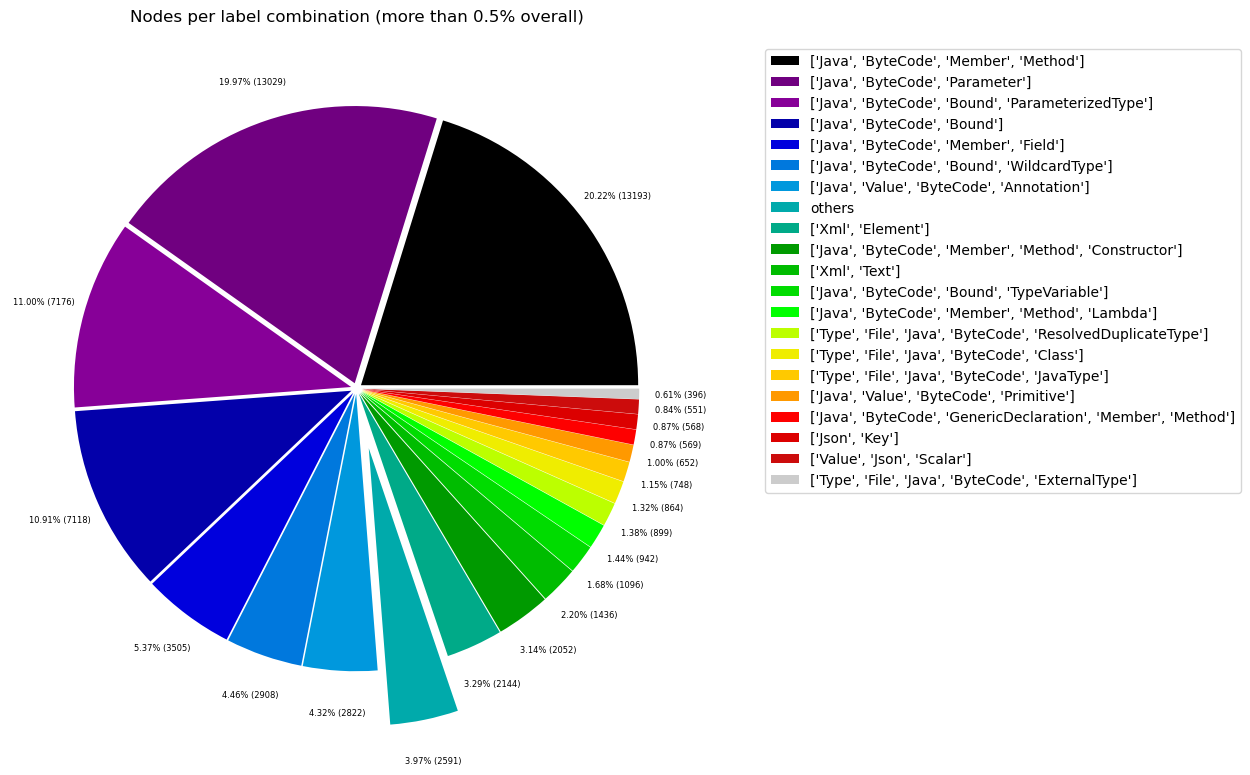 Nodes per label combination (more than 0.5% overall)
20.22% (13193)
19.97% (13029)
11.00% (7176)
10.91% (7118)
5.37% (3505)
4.46% (2908)
4.32% (2822)
3.97% (2591)
3.29% (2144)
3.14% (2052)
2.20% (1436)
1.68% (1096)
1.44% (942)
1.38% (899)
1.32% (864)
1.15% (748)
1.00% (652)
0.87% (569)
0.87% (568)
0.84% (551)
0.61% (396)
['Java', 'ByteCode', 'Member', 'Method']
['Java', 'ByteCode', 'Parameter']
['Java', 'ByteCode', 'Bound', 'ParameterizedType']
['Java', 'ByteCode', 'Bound']
['Java', 'ByteCode', 'Member', 'Field']
['Java', 'ByteCode', 'Bound', 'WildcardType']
['Java', 'Value', 'ByteCode', 'Annotation']
others
['Xml', 'Element']
['Java', 'ByteCode', 'Member', 'Method', 'Constructor']
['Xml', 'Text']
['Java', 'ByteCode', 'Bound', 'TypeVariable']
['Java', 'ByteCode', 'Member', 'Method', 'Lambda']
['Type', 'File', 'Java', 'ByteCode', 'ResolvedDuplicateType']
['Type', 'File', 'Java', 'ByteCode', 'Class']
['Type', 'File', 'Java', 'ByteCode', 'JavaType']
['Java', 'Value', 'ByteCode', 'Primitive']
['Java', 'ByteCode', 'GenericDeclaration', 'Member', 'Method']
['Json', 'Key']
['Value', 'Json', 'Scalar']
['Type', 'File', 'Java', 'ByteCode', 'ExternalType']